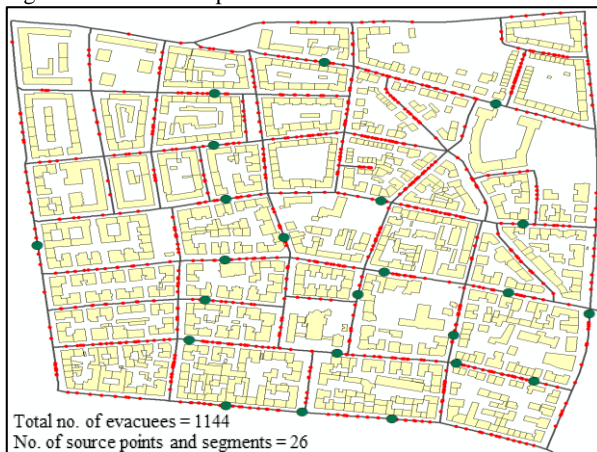 Total no. of evacuees = 1144
No. of source points and segments = 26